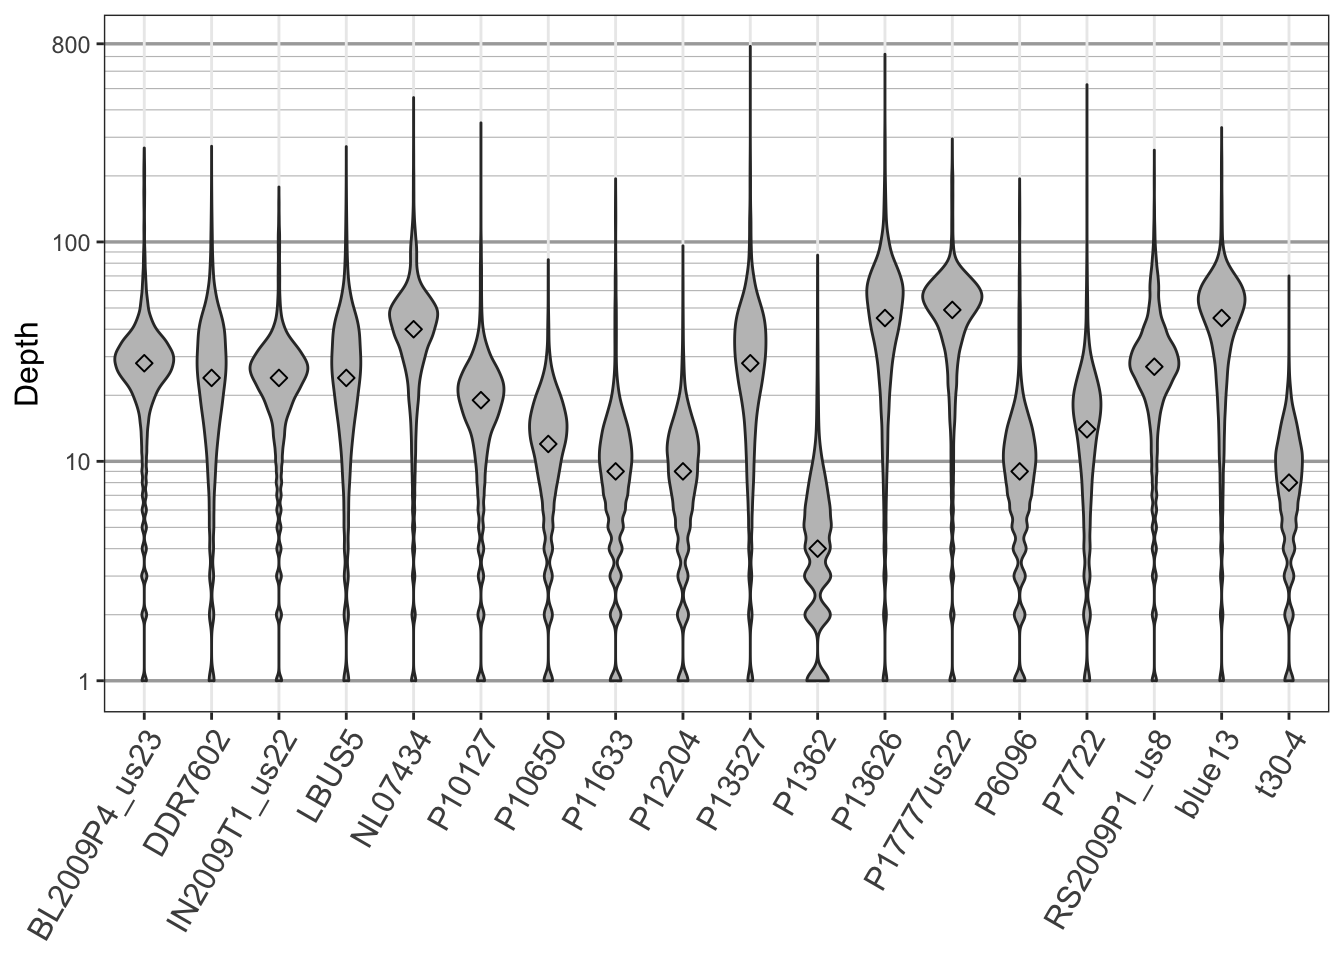 Depth
800
100
10
1
BL2009P4_us23
DDR7602
IN2009T1_us22
LBUS5
NL07434
P10127
P10650
P11633
P12204
P13527
P1362
P13626
P17777us22
P6096
P7722
RS2009P1_us8
blue13
t30-4